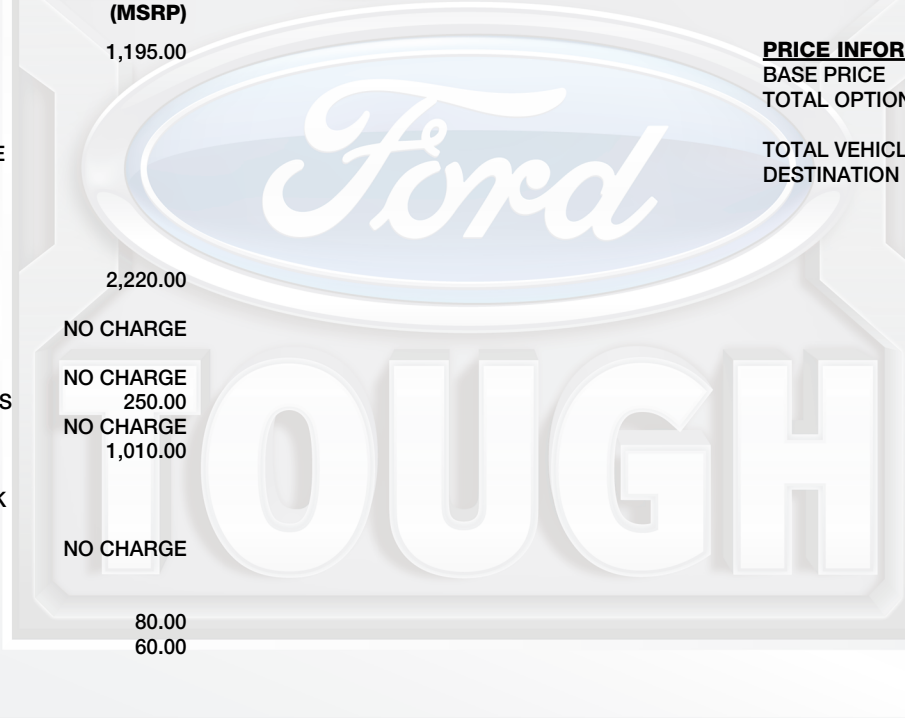 (MSRP)
1,195.00
E
2,220.00
NO CHARGE
NO CHARGE
S 250.00
NO CHARGE
1,010.00
K
NO CHARGE
80.00
60.00
PRICE INFOR
BASE PRICE
TOTAL OPTION
TOTAL VEHICL
DESTINATION
Ford
TOUGH